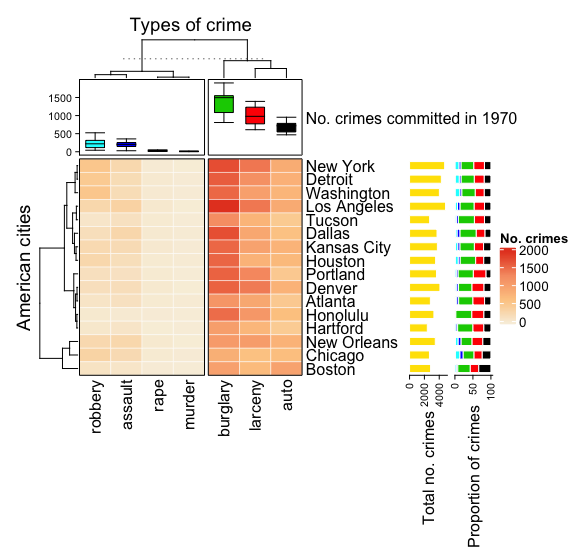 Types of crime
1500
1000
500
0
No. crimes committed in 1970
American cities
New York
Detroit
Washington
Los Angeles
Tucson
Dallas
Kansas City
Houston
Portland
Denver
Atlanta
Honolulu
Hartford
New Orleans
Chicago
Boston
No. crimes
2000
1500
1000
500
0
robbery
assault
rape
murder
burglary
larceny
auto
0
2000
4000
Total no. crimes
0
50
100
Proportion of crimes